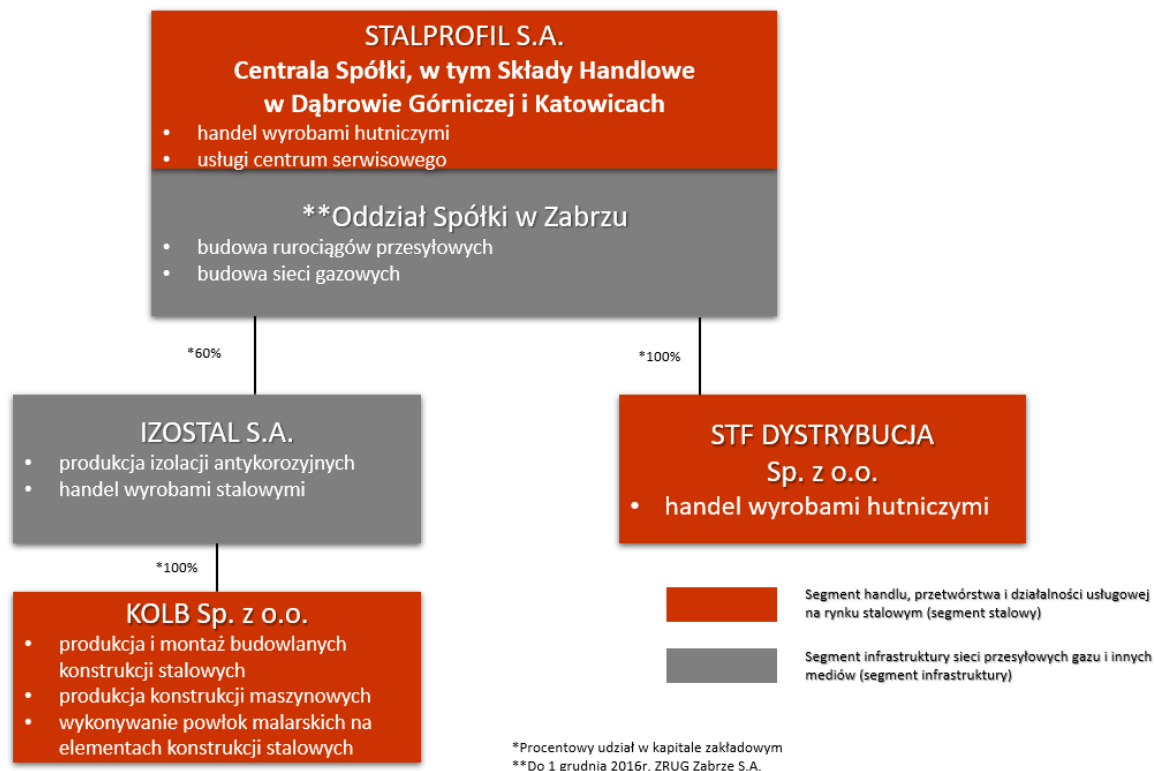 STALPROFIL S.A.
Centrala Spółki, w tym Składy Handlowe
w Dąbrowie Górniczej i Katowicach
• handel wyrobami hutniczymi
• usługi centrum serwisowego
**Oddział Spółki w Zabrzu
• budowa rurociągów przesyłowych
• budowa sieci gazowych
*60%
*100%
IZOSTAL S.A.
• produkcja izolacji antykorozyjnych
• handel wyrobami stalowymi
STF DYSTRYBUCJA
Sp. z o.o.
• handel wyrobami hutniczymi
*100%
KOLB Sp. z o.o.
• produkcja i montaż budowlanych
konstrukcji stalowych
• produkcja konstrukcji maszynowych
• wykonywanie powłok malarskich na
elementach konstrukcji stalowych
Segment handlu, przetwórstwa i działalności usługowej
na rynku stalowym (segment stalowy)
Segment infrastruktury sieci przesyłowych gazu i innych
mediów (segment infrastruktury)
*Procentowy udział w kapitale zakładowym
**Do 1 grudnia 2016r. ZRUG Zabrze S.A.